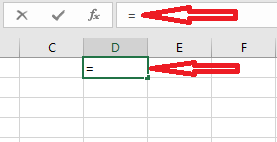 fx =
C D E F
=